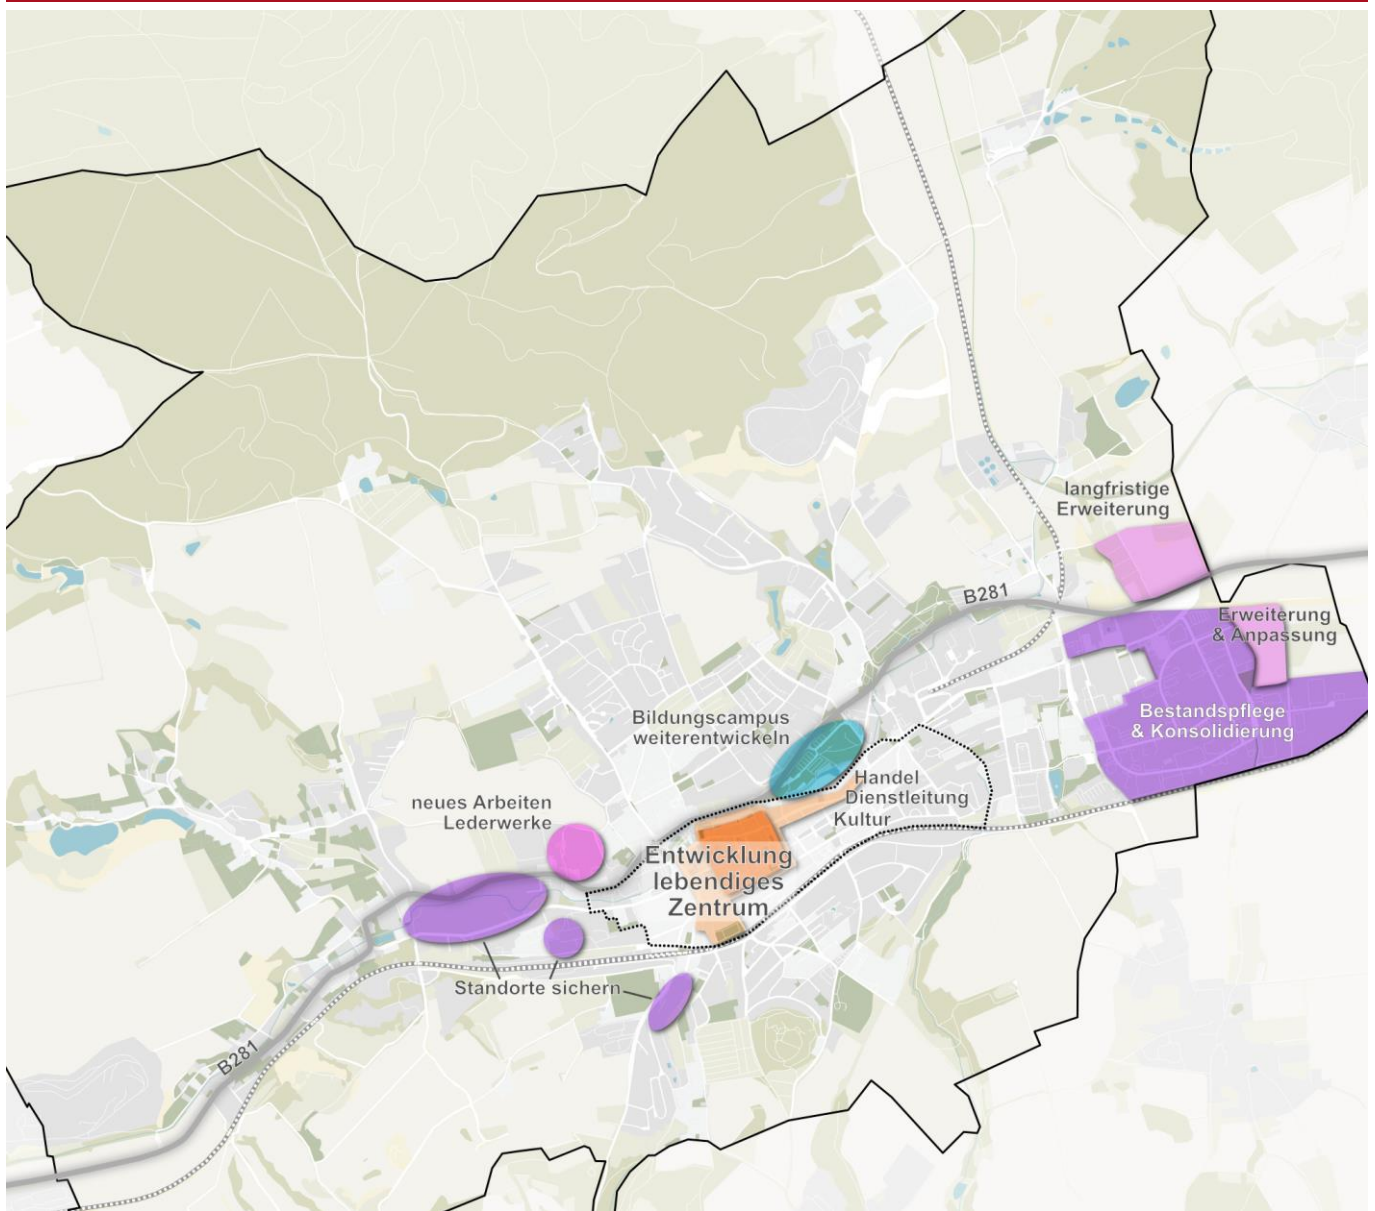 langfristige
Erweiterung
B281
Erweiterung
& Anpassung
Bestandspflege
& Konsolidierung
Bildungscampus
weiterentwickeln
Handel
Dienstleitung
Kultur
neues Arbeiten
Lederwerke
Entwicklung
lebendiges
Zentrum
Standorte sichern
B281